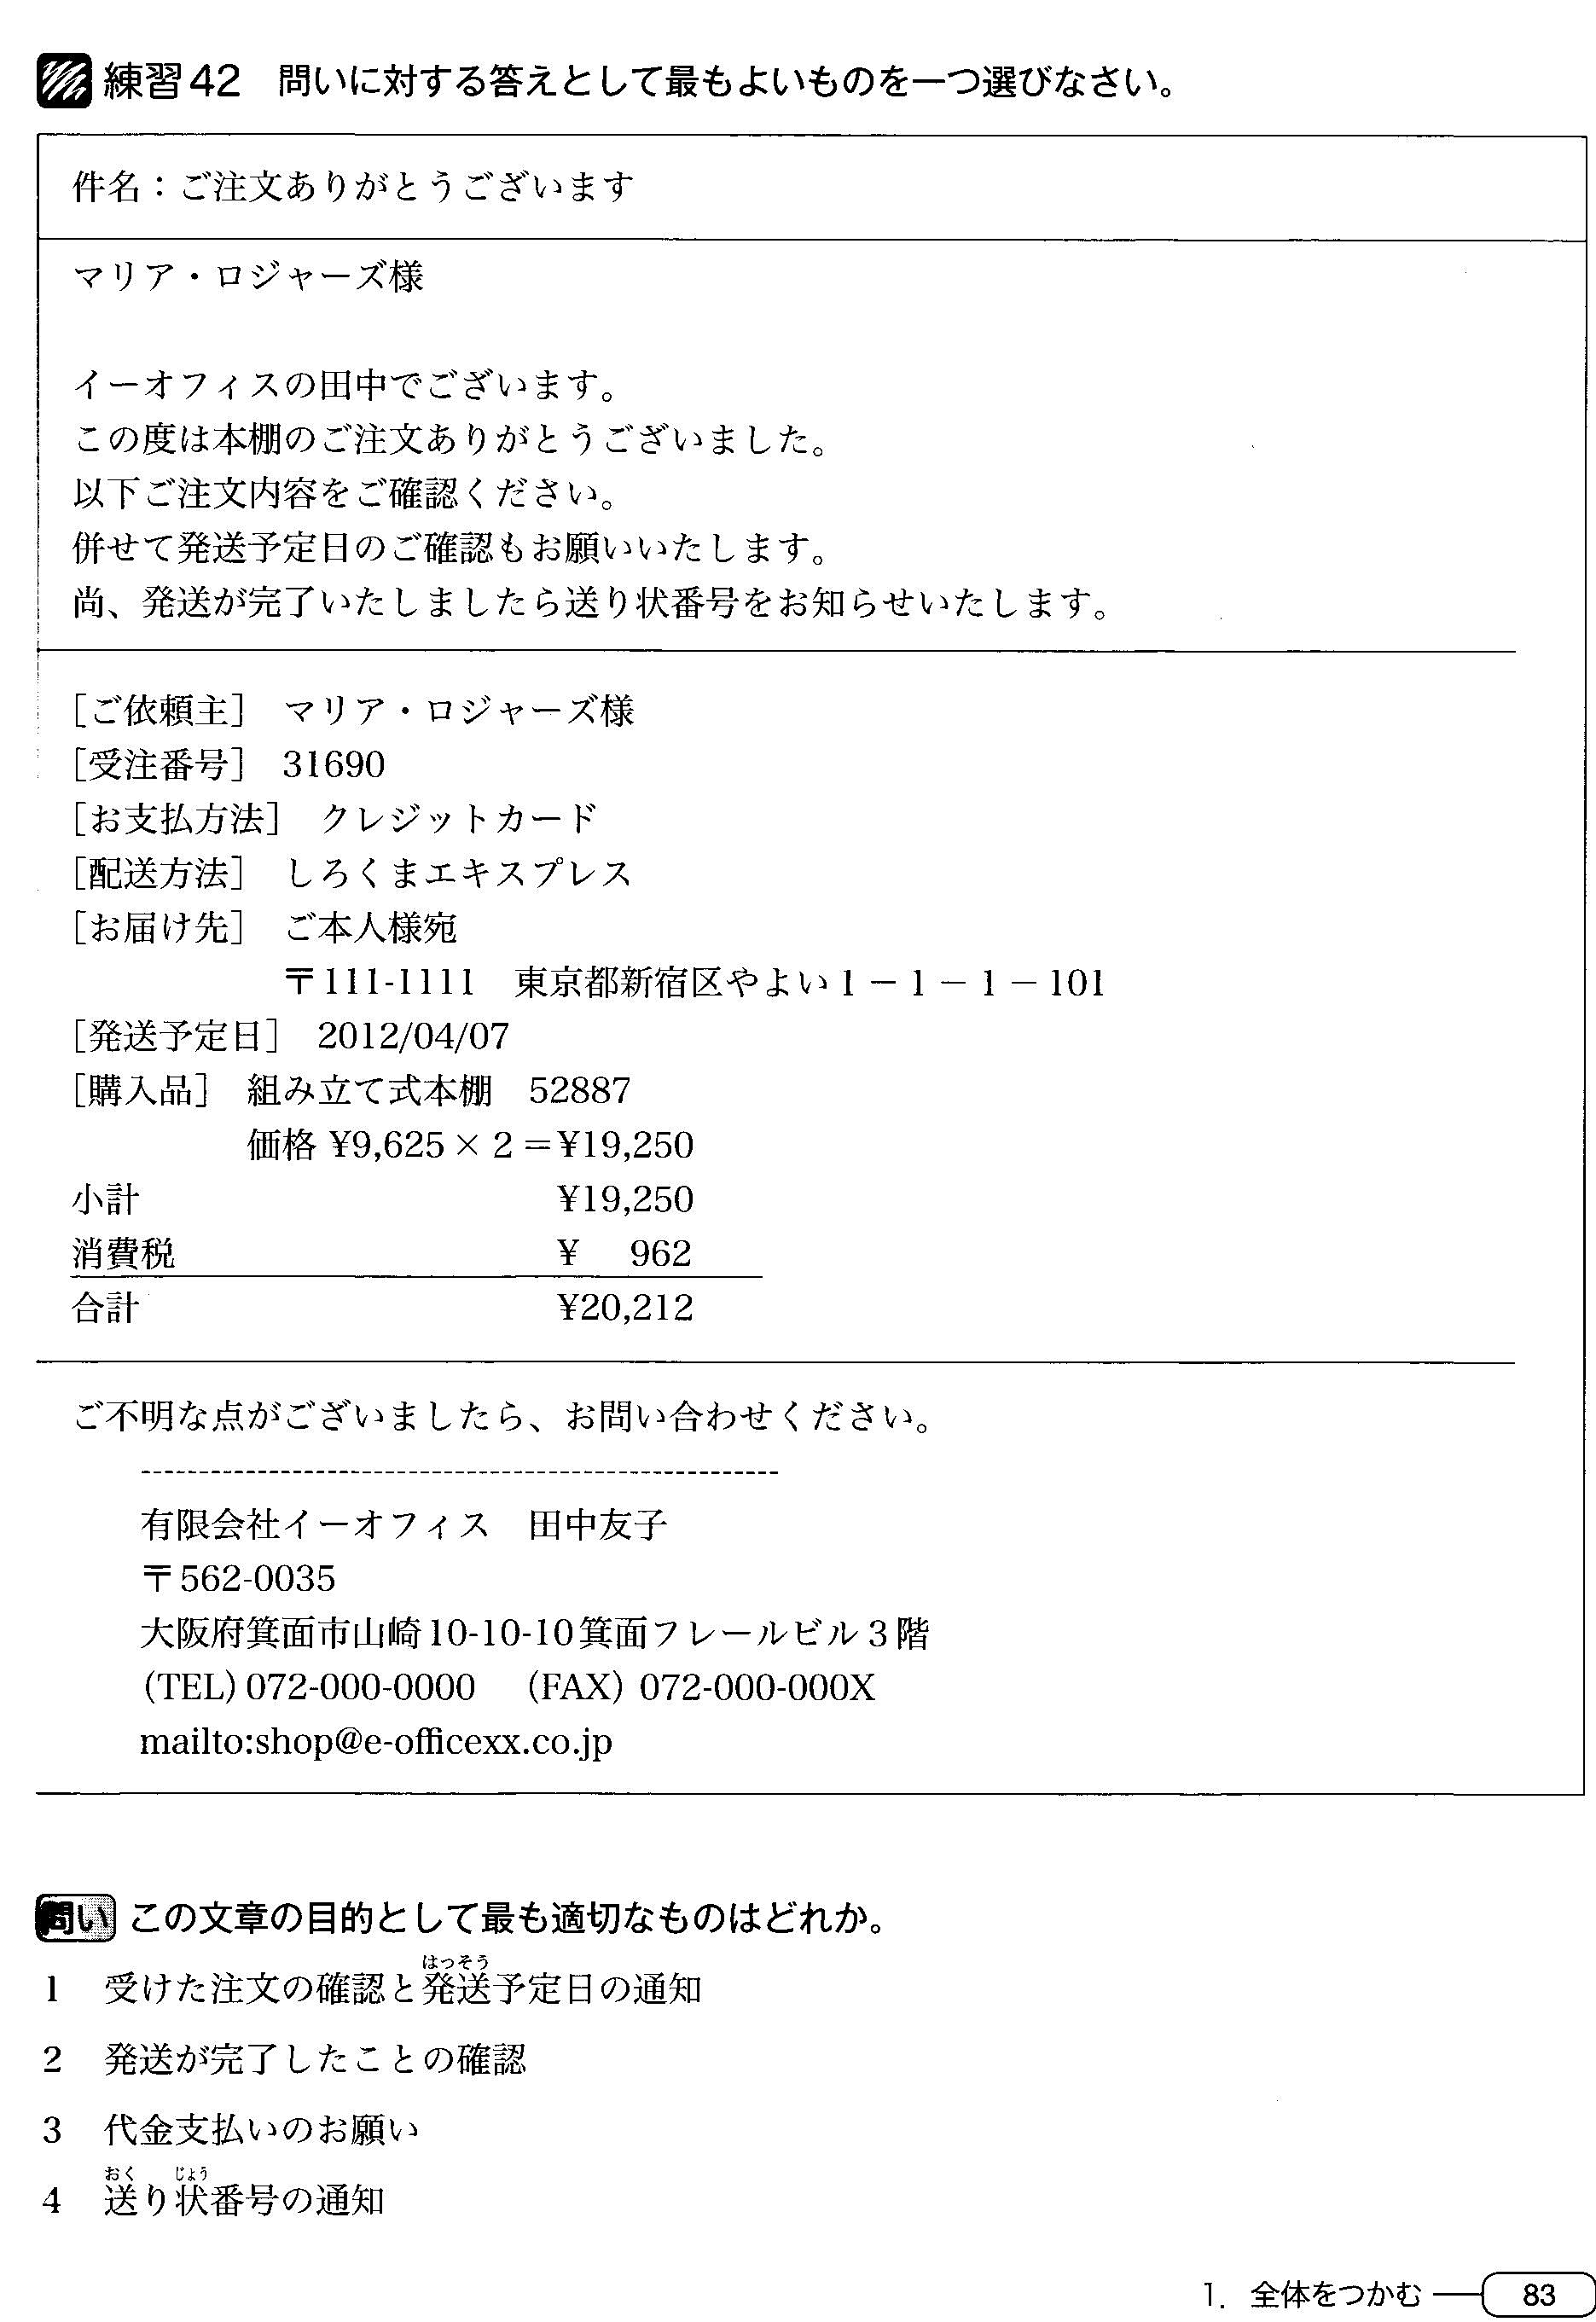 練習42　問いに対する答えとして最もよいものを一つ選びなさい。
件名：ご注文ありがとうございます
マリア・ロジャーズ様
イーオフィスの田中でございます。
この度は本棚のご注文ありがとうございました。
以下ご注文内容をご確認ください。
併せて発送予定日のご確認もお願いいたします。
尚、発送が完了いたしましたら送り状番号をお知らせいたします。
［ご依頼主］　マリア・ロジャーズ様
［受注番号］　31690
［お支払方法］　クレジットカード
［配送方法］　しろくまエキスプレス
［お届け先］　ご本人様宛
〒111-1111　東京都新宿区やよい1－1－1－101
［発送予定日］　2012/04/07
［購入品］　組み立て式本棚　52887
価格 ¥9,625×2＝¥19,250
小計　¥19,250
消費税　¥　962
合計　¥20,212
ご不明な点がございましたら、お問い合わせください。
------------------------------------------------------
有限会社イーオフィス　田中友子
〒562-0035
大阪府箕面市山崎10-10-10箕面フレールビル3階
(TEL) 072-000-0000　(FAX) 072-000-000X
mailto:shop@e-officexx.co.jp
問い　この文章の目的として最も適切なものはどれか。
はっそう
1　受けた注文の確認と発送予定日の通知
2　発送が完了したことの確認
3　代金支払いのお願い
おく　じょう
4　送り状番号の通知
1．全体をつかむ　83